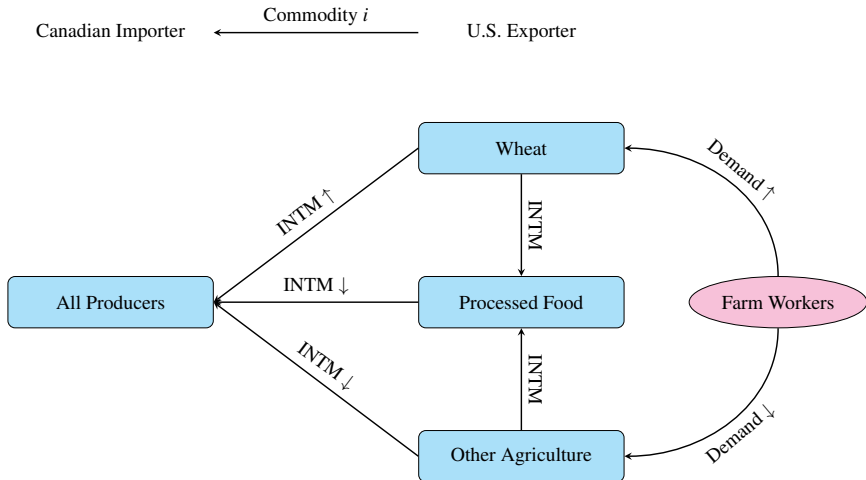 Commodity i
Canadian Importer
U.S. Exporter
Wheat
Demand ↑
INTM ↑
INTM
INTM ↓
All Producers
Processed Food
Farm Workers
INTM ↓
INTM
Demand ↓
Other Agriculture